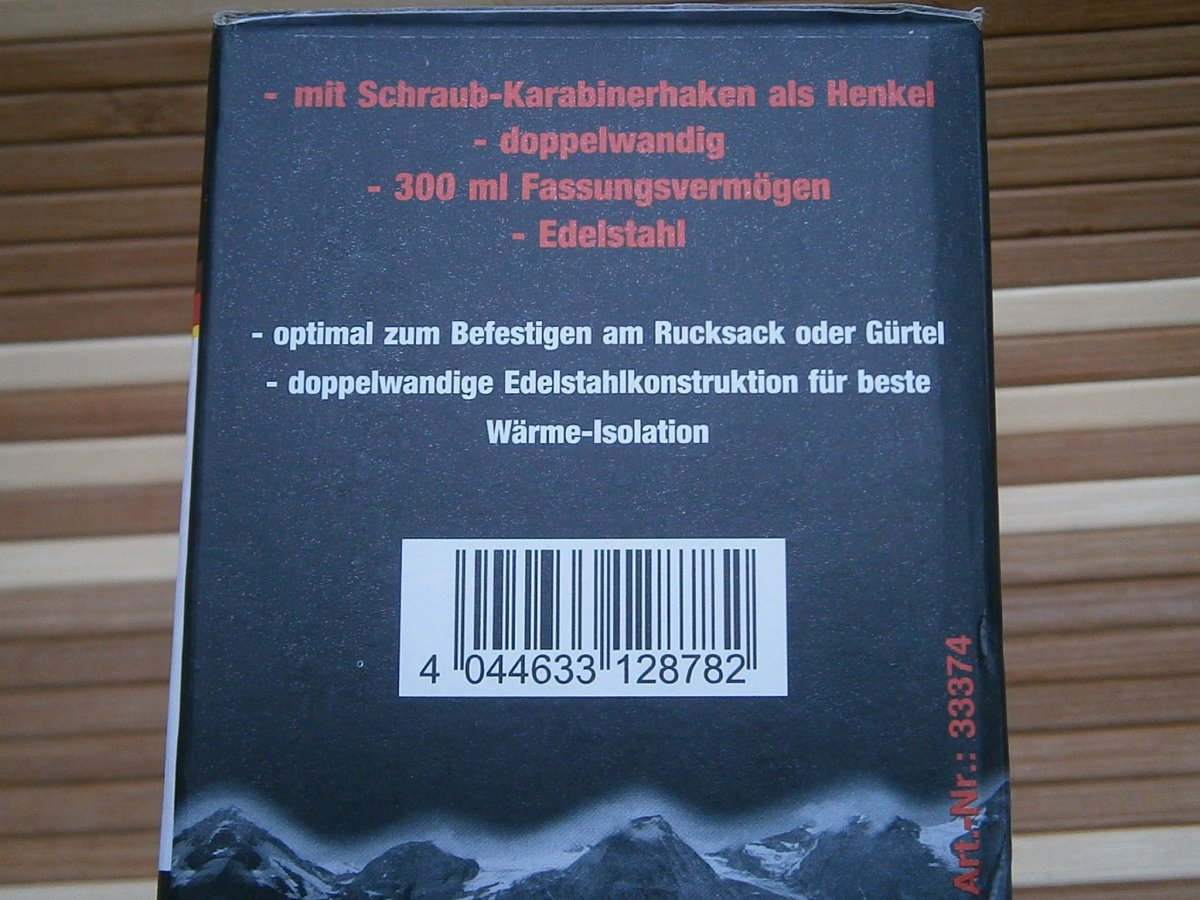 - mit Schraub-Karabinerhaken als Henkel
- doppelwandig
- 300 ml Fassungsvermögen
- Edelstahl
- optimal zum Befestigen am Rucksack oder Gürtel
- doppelwandige Edelstahlkonstruktion für beste
Wärme-Isolation
4 044633 128782
Art.-Nr.: 33374